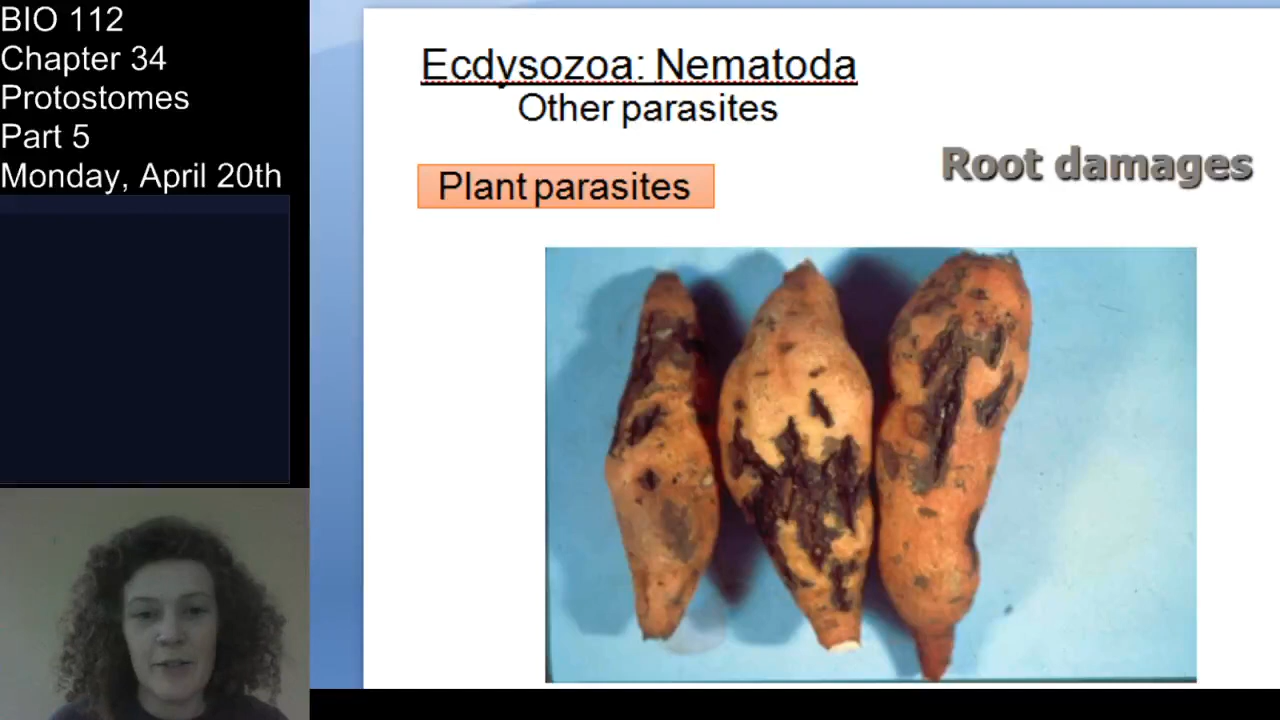 BIO 112
Chapter 34
Protostomes
Part 5
Monday, April 20th
Ecdysozoa: Nematoda
Other parasites
Plant parasites
Root damages